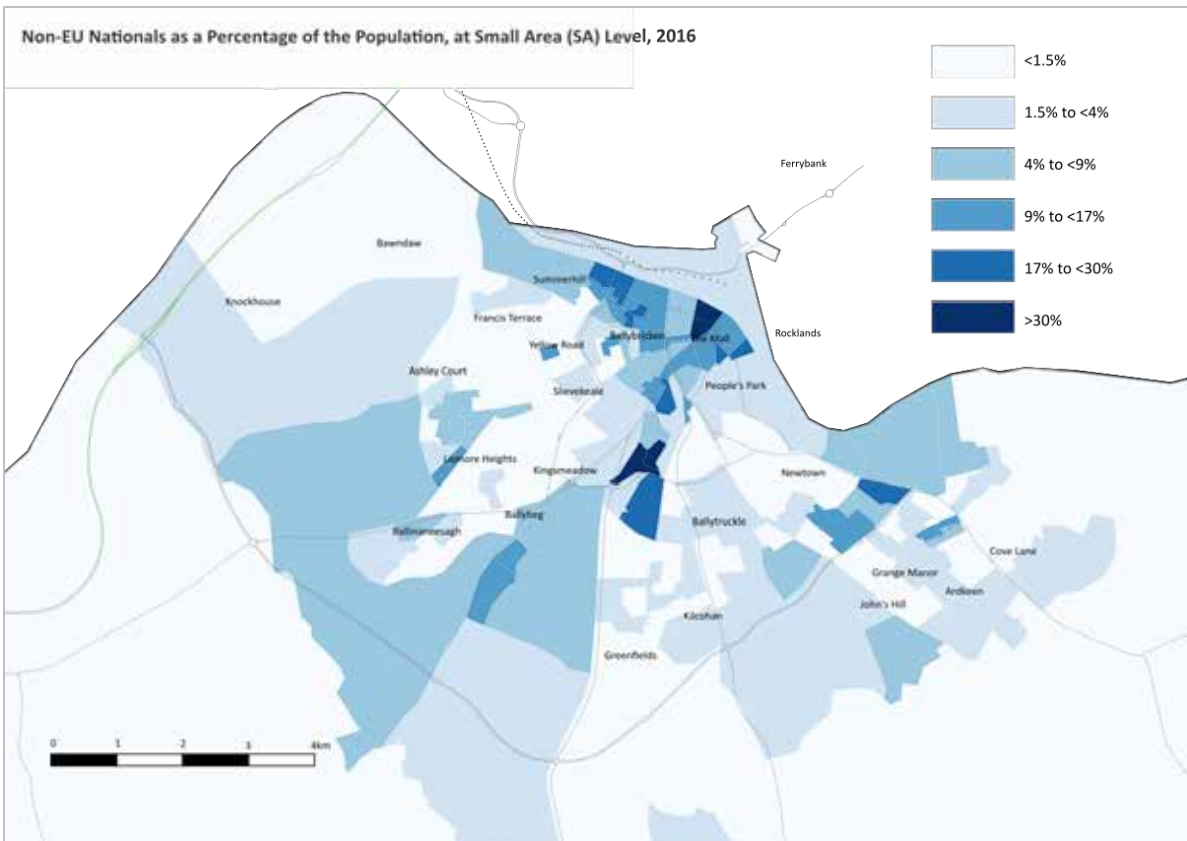 Non-EU Nationals as a Percentage of the Population, at Small Area (SA) Level, 2016
<1.5%
1.5% to <4%
4% to <9%
9% to <17%
17% to <30%
>30%
Ferrybank
Bawndaw
Summerhill
Knockhouse
Francis Terrace
Ballybricken
The Mall
Rocklands
Yellow Road
Ashley Court
Slievekeale
People's Park
Lismore Heights
Kingsmeadow
Newtown
Ballybeg
Ballytruckle
Ballinaneesagh
Cove Lane
Grange Manor
Ardkeen
John's Hill
Kilcohan
Greenfields
0 1 2 3 4km